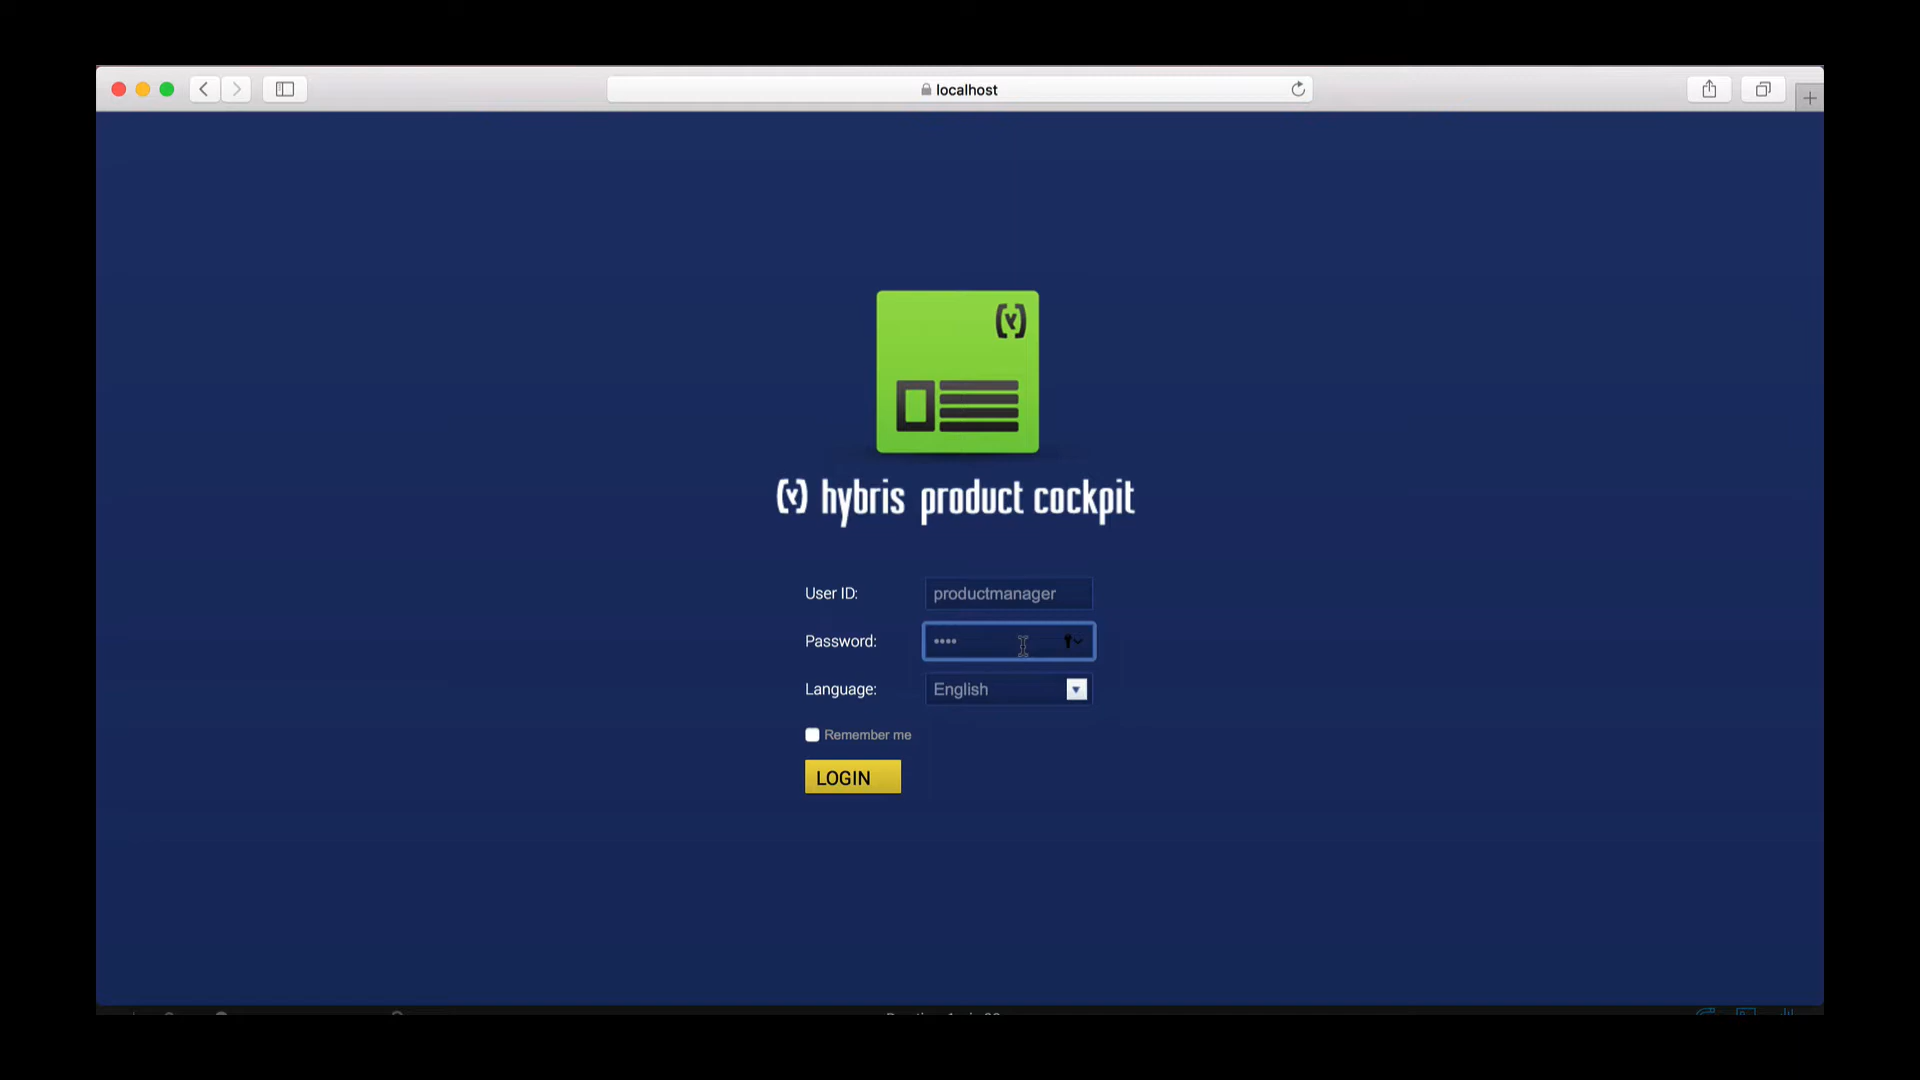 localhost
hybris product cockpit
User ID: productmanager
Password: ••••
Language: English
Remember me
LOGIN